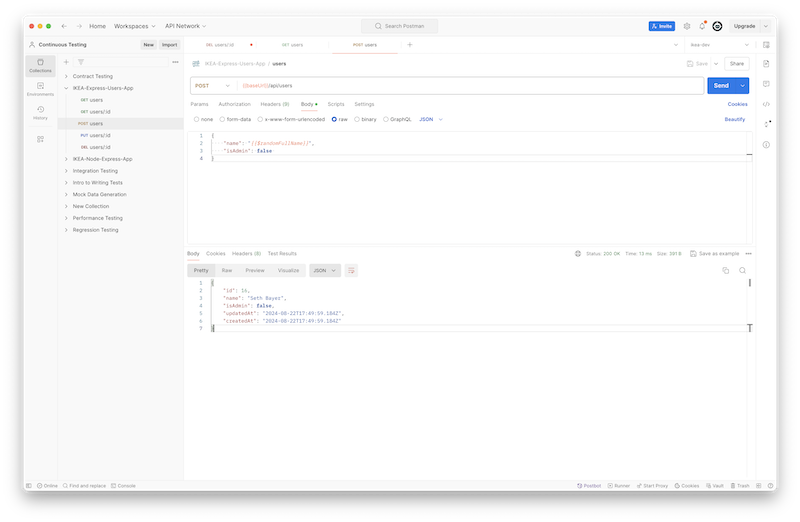 Home Workspaces API Network Search Postman Invite Upgrade
Continuous Testing New Import DEL users/:id GET users POST users ikea-dev
Collections
Environments
History
Contract Testing
IKEA-Express-Users-App
GET users
GET users/:id
POST users
PUT users/:id
DEL users/:id
IKEA-Node-Express-App
Integration Testing
Intro to Writing Tests
Mock Data Generation
New Collection
Performance Testing
Regression Testing
IKEA-Express-Users-App / users Save Share
POST {{baseUrl}}/api/users Send
Params Authorization Headers (9) Body Scripts Settings Cookies
none form-data x-www-form-urlencoded raw binary GraphQL JSON Beautify
1 {
2 "name": "{{$randomFullName}}",
3 "isAdmin": false
4 }
Body Cookies Headers (8) Test Results Status: 200 OK Time: 13 ms Size: 391 B Save as example
Pretty Raw Preview Visualize JSON
1 {
2 "id": 16,
3 "name": "Seth Bayer",
4 "isAdmin": false,
5 "updatedAt": "2024-08-22T17:49:59.184Z",
6 "createdAt": "2024-08-22T17:49:59.184Z"
7 }
Online Find and replace Console Postbot Runner Start Proxy Cookies Vault Trash